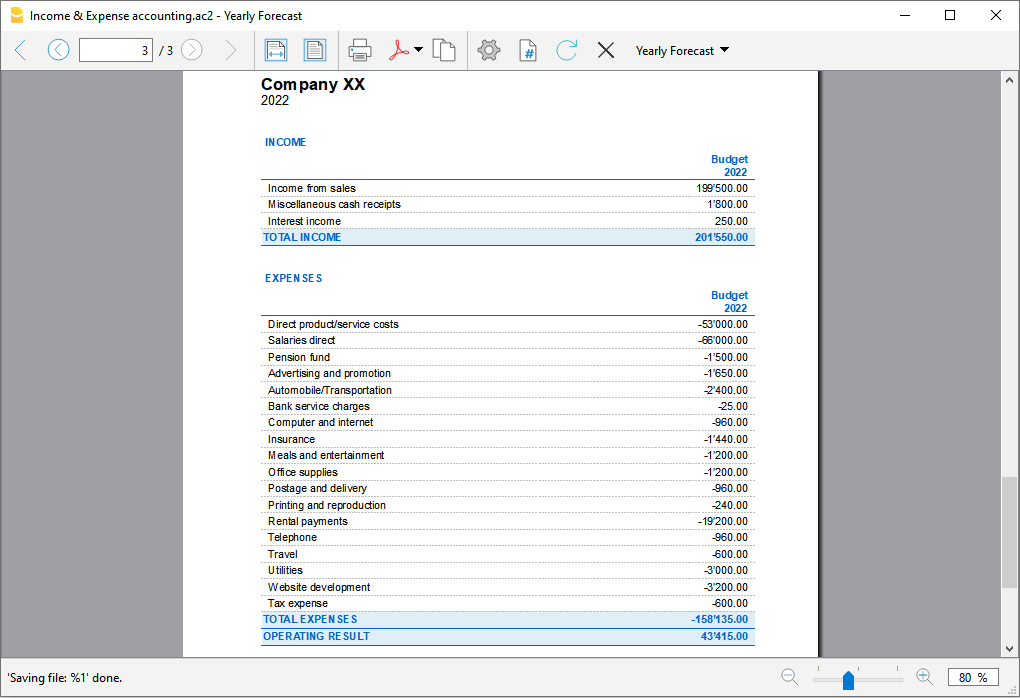 Income & Expense accounting.ac2 - Yearly Forecast
3 / 3 # Yearly Forecast
Company XX
2022
INCOME
Budget
2022
Income from sales 199'500.00
Miscellaneous cash receipts 1'800.00
Interest income 250.00
TOTAL INCOME 201'550.00
EXPENSES
Budget
2022
Direct product/service costs -53'000.00
Salaries direct -66'000.00
Pension fund -1'500.00
Advertising and promotion -1'650.00
Automobile/Transportation -2'400.00
Bank service charges -25.00
Computer and internet -960.00
Insurance -1'440.00
Meals and entertainment -1'200.00
Office supplies -1'200.00
Postage and delivery -960.00
Printing and reproduction -240.00
Rental payments -19'200.00
Telephone -960.00
Travel -600.00
Utilities -3'000.00
Website development -3'200.00
Tax expense -600.00
TOTAL EXPENSES -158'135.00
OPERATING RESULT 43'415.00
'Saving file: %1' done. 80 %